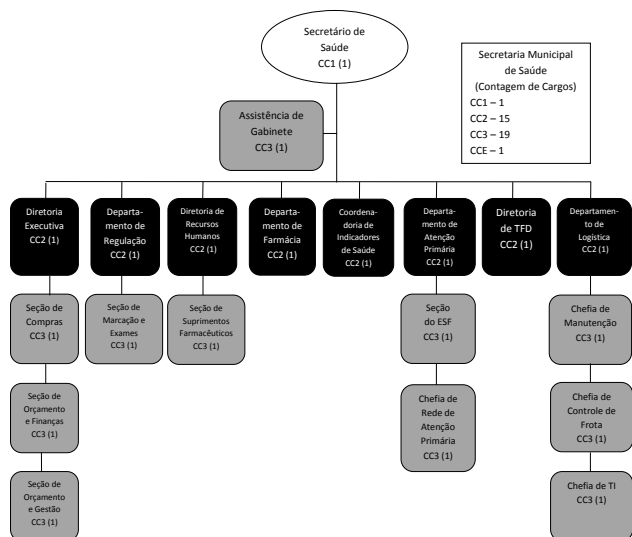 Secretário de
Saúde
CC1 (1)
Secretaria Municipal
de Saúde
(Contagem de Cargos)
CC1 – 1
CC2 – 15
CC3 – 19
CCE – 1
Assistência de
Gabinete
CC3 (1)
Diretoria
Executiva
CC2 (1)
Departa-
mento de
Regulação
CC2 (1)
Diretoria de
Recursos
Humanos
CC2 (1)
Departa-
mento de
Farmácia
CC2 (1)
Coordena-
doria de
Indicadores
de Saúde
CC2 (1)
Departa-
mento de
Atenção
Primária
CC2 (1)
Diretoria
de TFD
CC2 (1)
Departamento
de Logística
CC2 (1)
Seção de
Compras
CC3 (1)
Seção de
Marcação e
Exames
CC3 (1)
Seção de
Suprimentos
Farmacêuticos
CC3 (1)
Seção
do ESF
CC3 (1)
Chefia de
Manutenção
CC3 (1)
Seção de
Orçamento
e Finanças
CC3 (1)
Chefia de
Rede de
Atenção
Primária
CC3 (1)
Chefia de
Controle de
Frota
CC3 (1)
Seção de
Orçamento
e Gestão
CC3 (1)
Chefia de TI
CC3 (1)